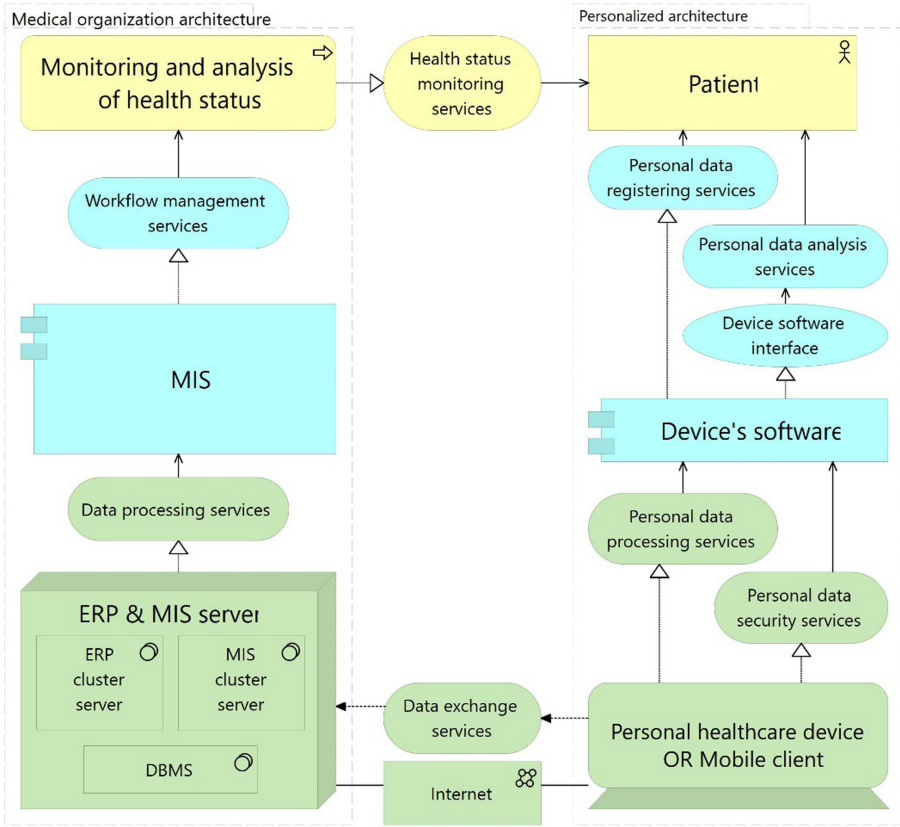 Medical organization architecture
Personalized architecture
Monitoring and analysis
of health status
Health status
monitoring
services
Patient
Personal data
registering services
Workflow management
services
Personal data analysis
services
Device software
interface
MIS
Device's software
Data processing services
Personal data
processing services
Personal data
security services
ERP & MIS server
ERP
cluster
server
MIS
cluster
server
DBMS
Data exchange
services
Internet
Personal healthcare device
OR Mobile client